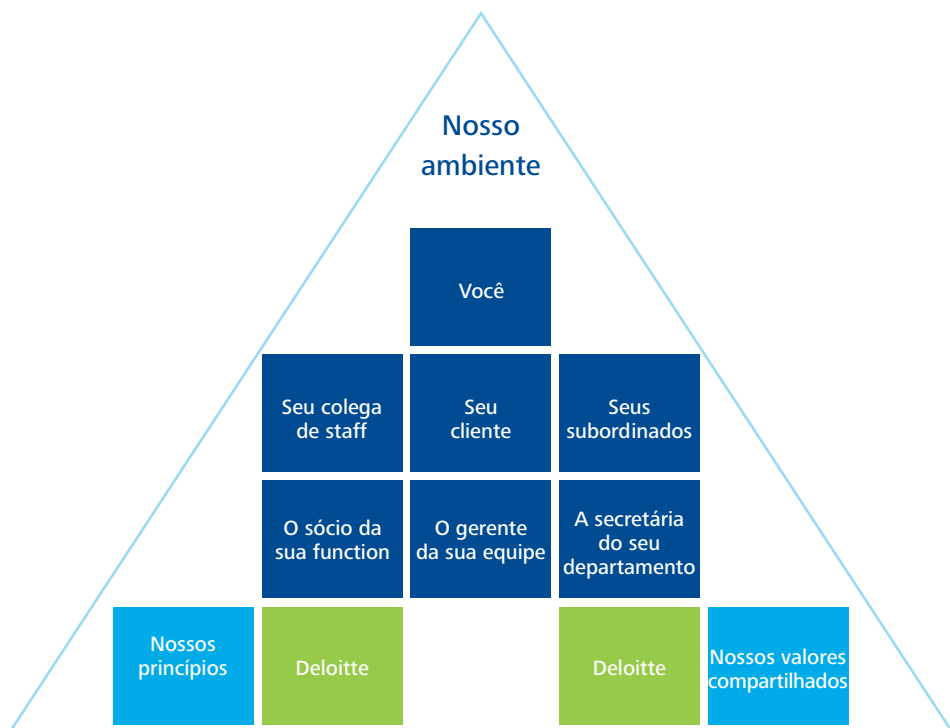 Nosso
ambiente
Você
Seu colega
de staff
Seu
cliente
Seus
subordinados
O sócio da
sua function
O gerente
da sua equipe
A secretária
do seu
departamento
Nossos
princípios
Deloitte
Deloitte
Nossos valores
compartilhados